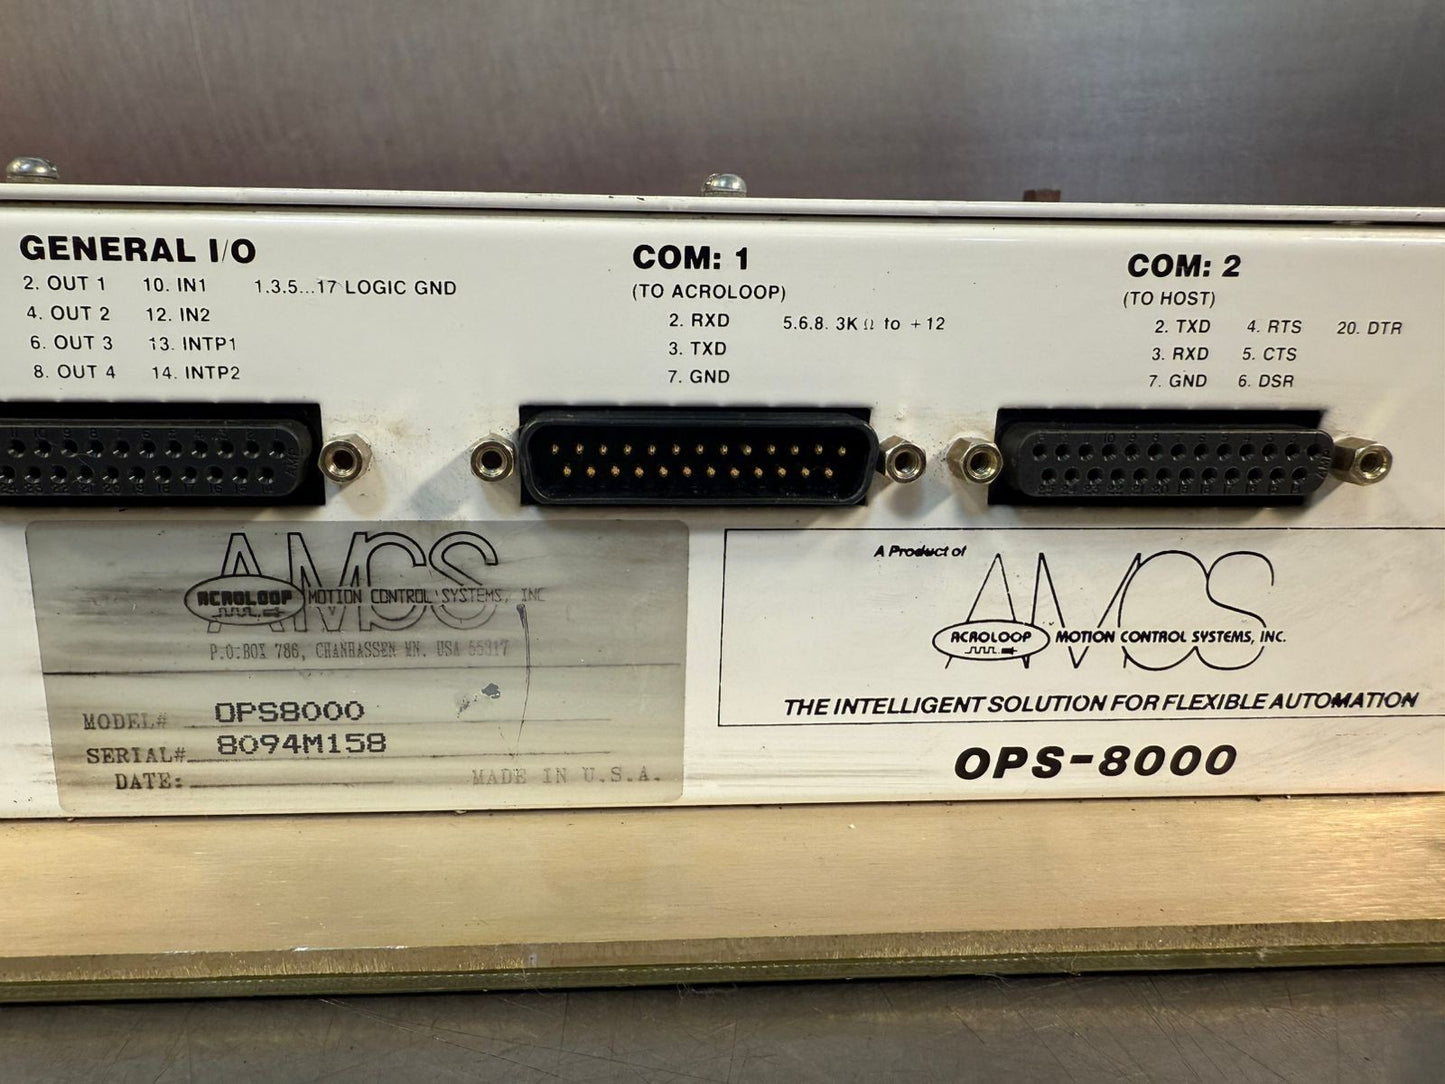 GENERAL I/O
2. OUT 1 10. IN1 1.3.5...17 LOGIC GND
4. OUT 2 12. IN2
6. OUT 3 13. INTP1
8. OUT 4 14. INTP2
COM: 1
(TO ACROLOOP)
2. RXD 5.6.8. 3KΩ to +12
3. TXD
7. GND
COM: 2
(TO HOST)
2. TXD 4. RTS 20. DTR
3. RXD 5. CTS
7. GND 6. DSR
AMCS
ACROLOOP MOTION CONTROL SYSTEMS, INC
P.O.BOX 786, CHANHASSEN MN. USA 55317
MODEL# OPS8000
SERIAL# 8094M158
DATE:
MADE IN U.S.A.
A Product of
AMCS
ACROLOOP MOTION CONTROL SYSTEMS, INC.
THE INTELLIGENT SOLUTION FOR FLEXIBLE AUTOMATION
OPS-8000